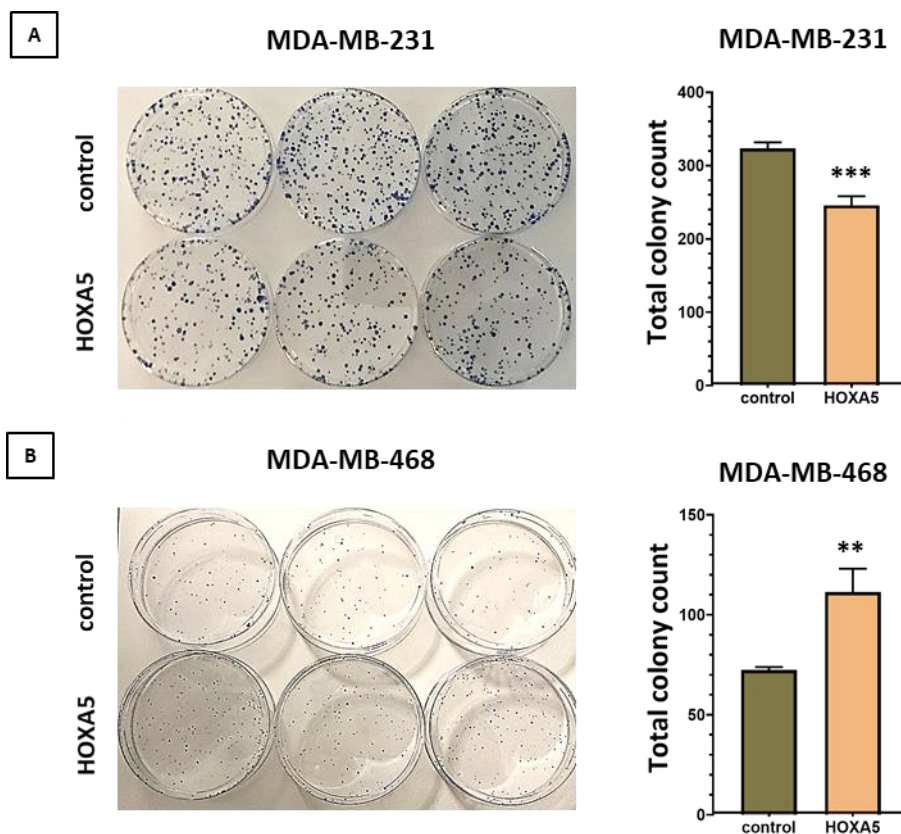 A
MDA-MB-231
MDA-MB-231
control
HOXA5
Total colony count
400
300
200
100
0
***
control
HOXA5
B
MDA-MB-468
MDA-MB-468
control
HOXA5
Total colony count
150
100
50
0
**
control
HOXA5